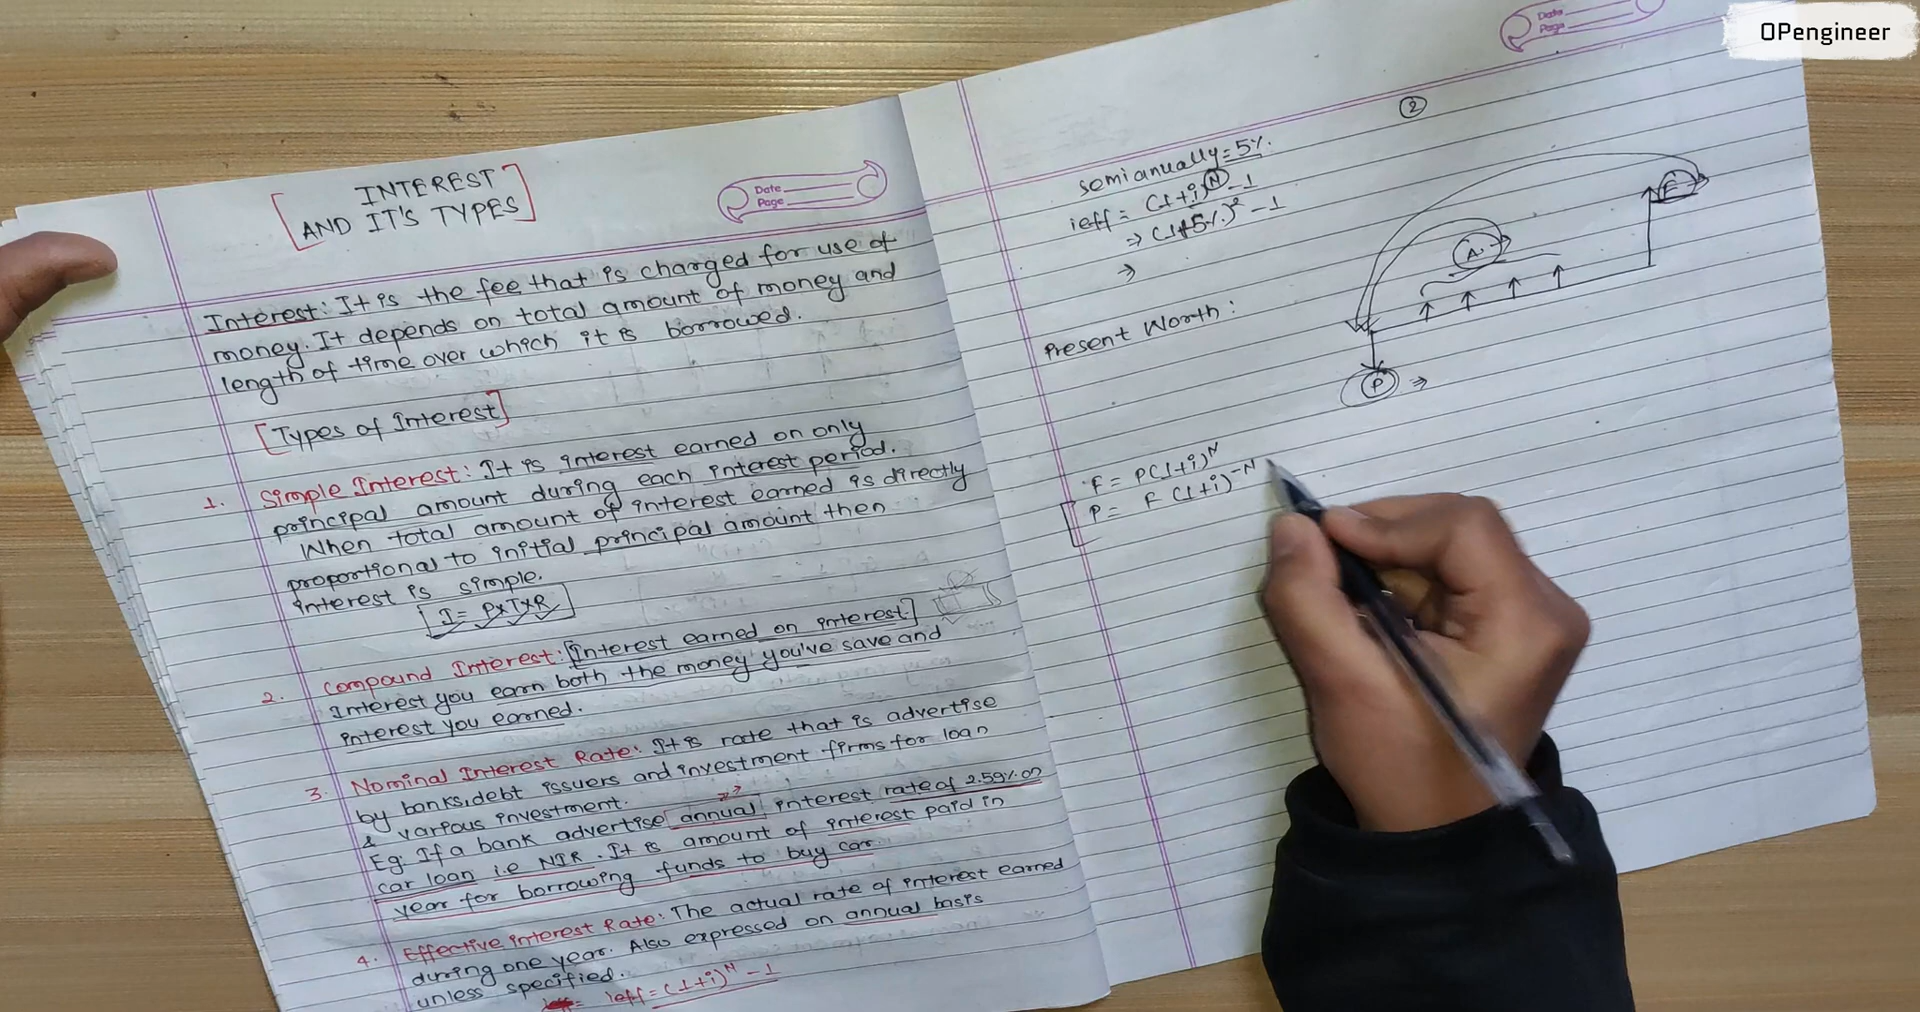 OPengineer
INTEREST
AND IT'S TYPES
Date
Page
Interest: It is the fee that is charged for use of
money. It depends on total amount of money and
length of time over which it is borrowed.
[Types of Interest]
1. Simple Interest: It is interest earned on only
principal amount during each interest period.
When total amount of interest earned is directly
proportional to initial principal amount then
interest is simple.
I = P×T×R
2. Compound Interest: [Interest earned on interest]
Interest you earn both the money you've save and
interest you earned.
3. Nominal Interest Rate: It is rate that is advertise
by banks, debt issuers and investment firms for loan
& various investment.
Eg: If a bank advertise annual interest rate of 2.59% on
car loan i.e NIR. It is amount of interest paid in
year for borrowing funds to buy car
4. Effective interest Rate: The actual rate of interest earned
during one year. Also expressed on annual basis
unless specified.
ieff = (1+i)^N - 1
Date
Page
2
semianually = 5%.
ieff = (1+i)^N - 1
⇒ (1+5%)^2 - 1
⇒
Present Worth:
A
F
P ⇒
F = P(1+i)^N
P = F (1+i)^-N